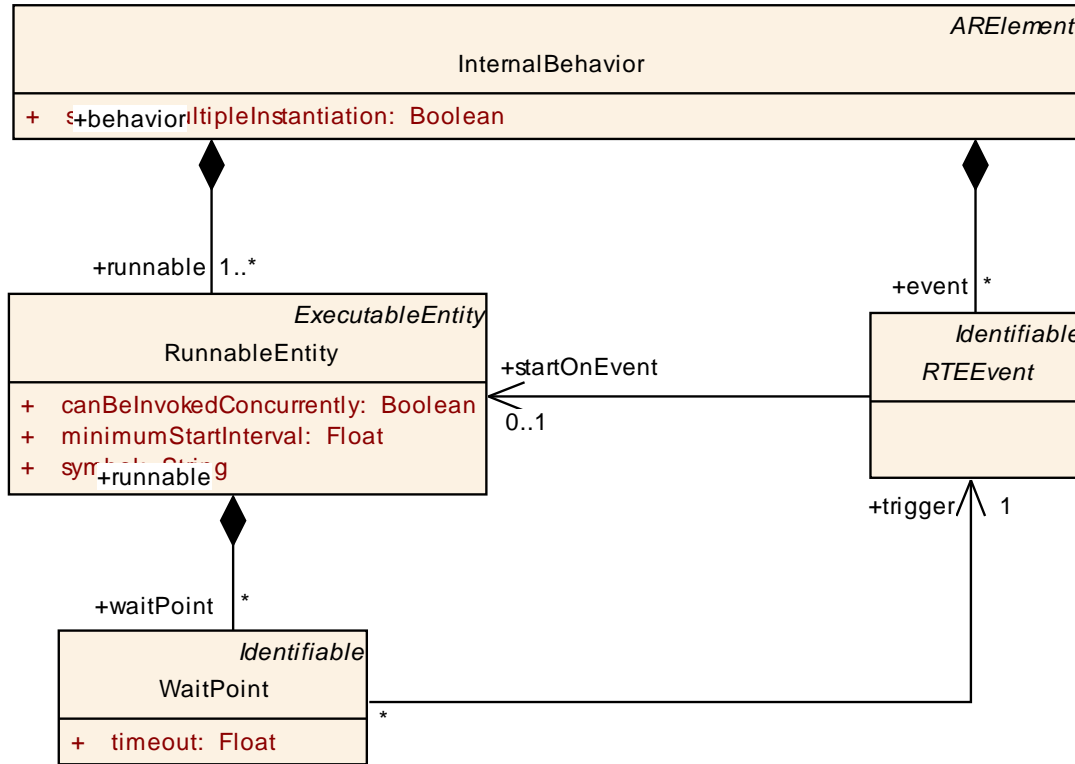 ARElement
InternalBehavior
+ ultipleInstantiation: Boolean
+behavior
+runnable 1..*
+event *
ExecutableEntity
RunnableEntity
+ canBeInvokedConcurrently: Boolean
+ minimumStartInterval: Float
+
+runnable
+startOnEvent
0..1
Identifiable
RTEEvent
+trigger 1
+waitPoint *
Identifiable
WaitPoint
+ timeout: Float
*